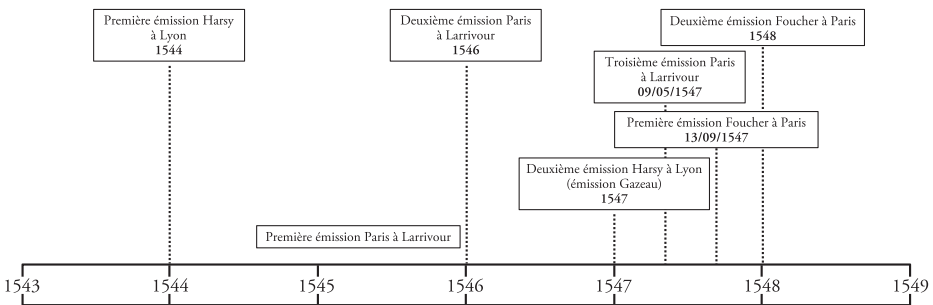 Première émission Harsy
à Lyon
1544
Deuxième émission Paris
à Larrivour
1546
Deuxième émission Foucher à Paris
1548
Troisième émission Paris
à Larrivour
09/05/1547
Première émission Foucher à Paris
13/09/1547
Deuxième émission Harsy à Lyon
(émission Gazeau)
1547
Première émission Paris à Larrivour
1543 1544 1545 1546 1547 1548 1549